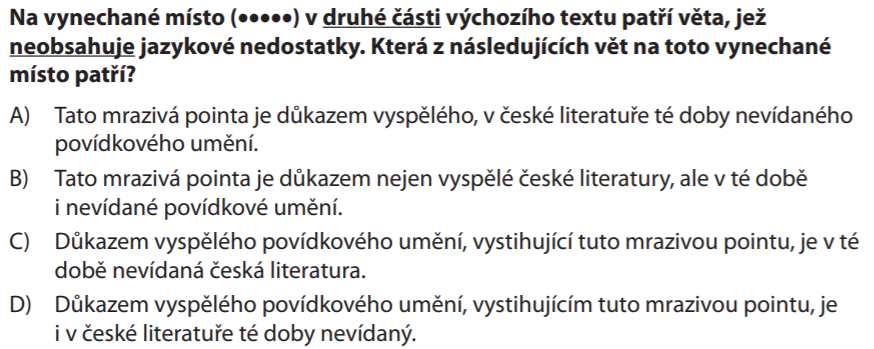 Na vynechané místo (•••••) v druhé části výchozího textu patří věta, jež
neobsahuje jazykové nedostatky. Která z následujících vět na toto vynechané
místo patří?
A) Tato mrazivá pointa je důkazem vyspělého, v české literatuře té doby nevídaného
povídkového umění.
B) Tato mrazivá pointa je důkazem nejen vyspělé české literatury, ale v té době
i nevídané povídkové umění.
C) Důkazem vyspělého povídkového umění, vystihující tuto mrazivou pointu, je v té
době nevídaná česká literatura.
D) Důkazem vyspělého povídkového umění, vystihujícím tuto mrazivou pointu, je
i v české literatuře té doby nevídaný.